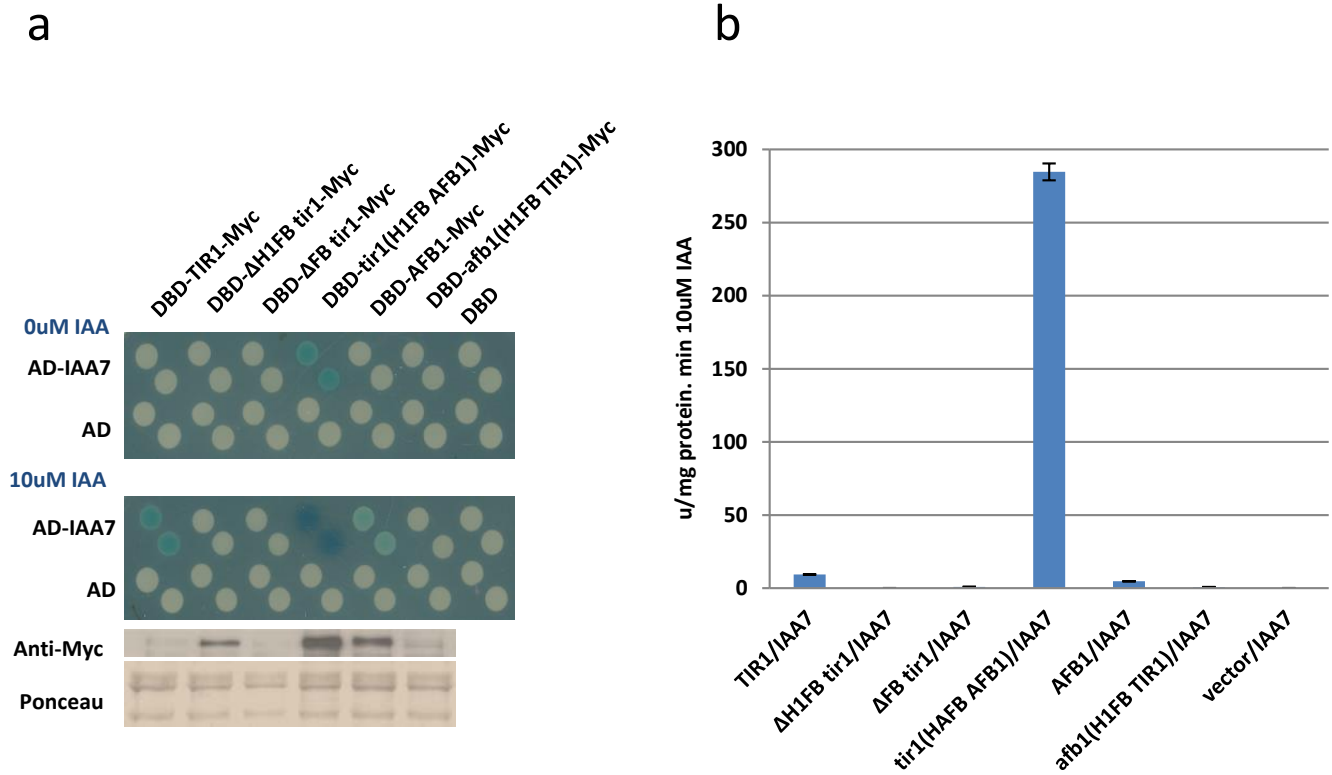 a
b
DBD-TIR1-Myc
DBD-ΔH1FB tir1-Myc
DBD-ΔFB tir1-Myc
DBD-tir1(H1FB AFB1)-Myc
DBD-AFB1-Myc
DBD-afb1(H1FB TIR1)-Myc
DBD
0uM IAA
AD-IAA7
AD
10uM IAA
AD-IAA7
AD
Anti-Myc
Ponceau
u/mg protein. min 10uM IAA
300
250
200
150
100
50
0
TIR1/IAA7
ΔH1FB tir1/IAA7
ΔFB tir1/IAA7
tir1(HAFB AFB1)/IAA7
AFB1/IAA7
afb1(H1FB TIR1)/IAA7
vector/IAA7